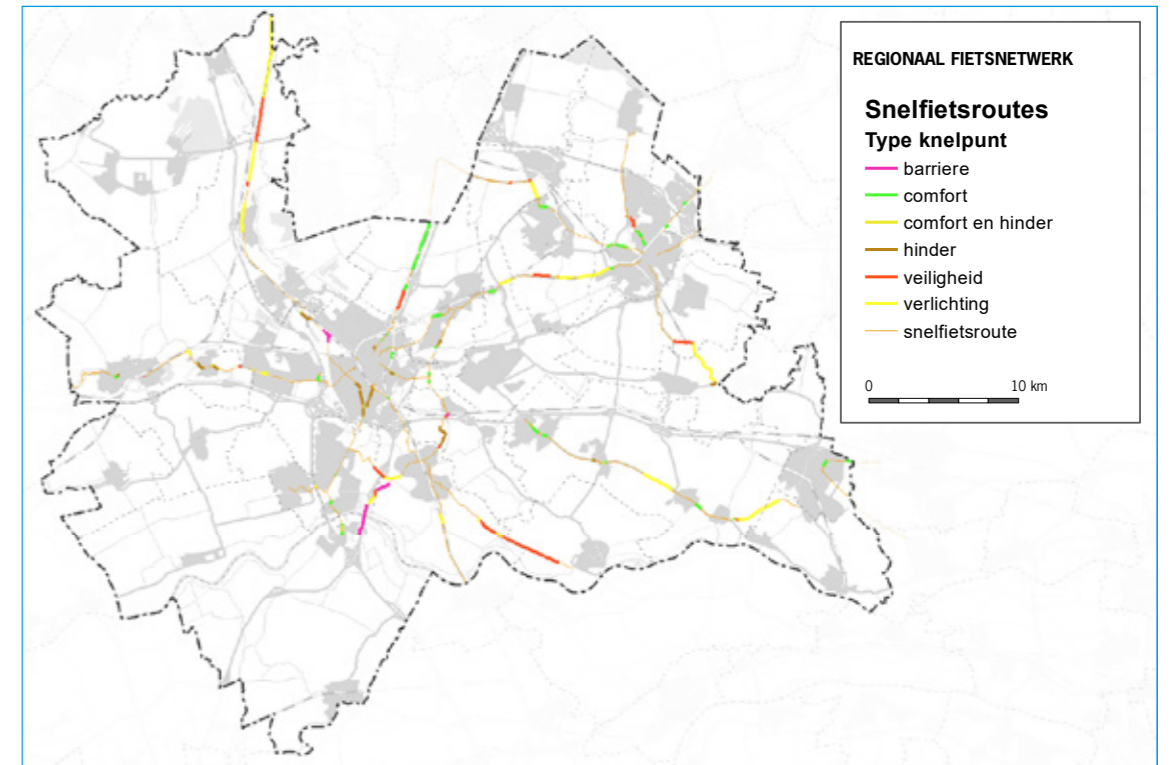 REGIONAAL FIETSNETWERK
Snelfietsroutes
Type knelpunt
barriere
comfort
comfort en hinder
hinder
veiligheid
verlichting
snelfietsroute
0 10 km